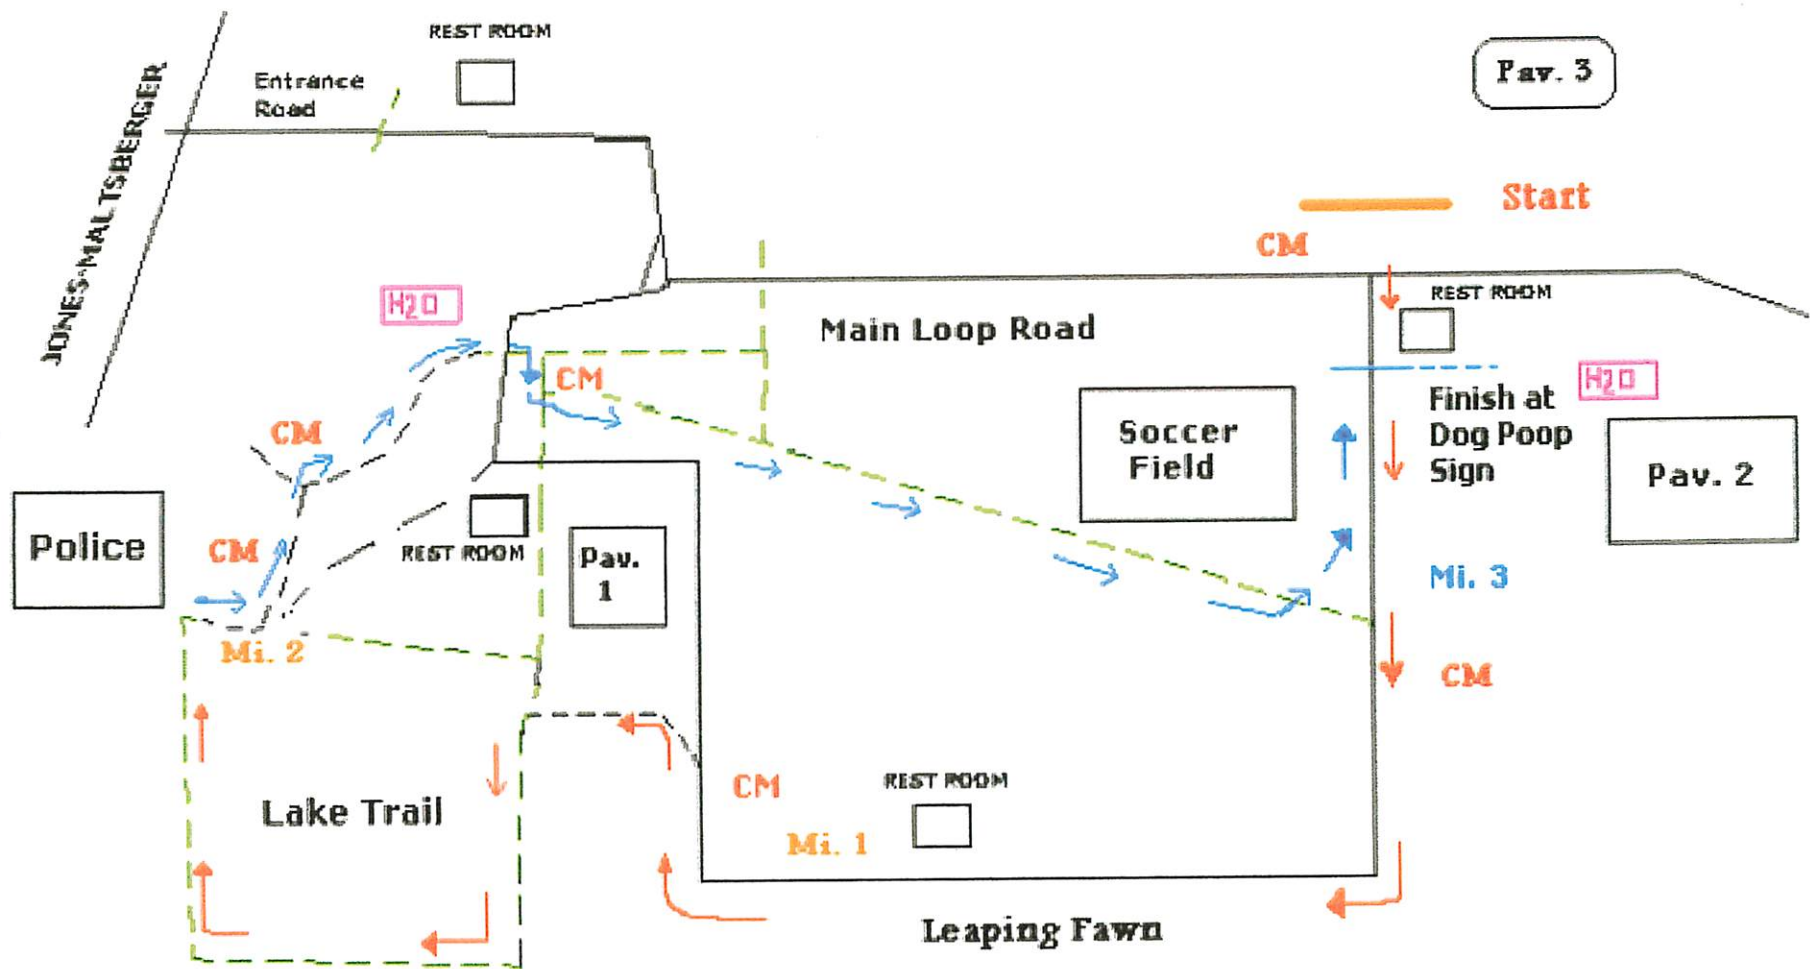 REST ROOM
Entrance
Road
Pav. 3
JONES-MALTSBERGER
Start
CM
H2O
REST ROOM
Main Loop Road
CM
H2O
Finish at
Dog Poop
Sign
CM
Soccer
Field
Pav. 2
Police
CM
REST ROOM
Pav.
1
Mi. 3
Mi. 2
CM
Lake Trail
CM
REST ROOM
Mi. 1
Leaping Fawn